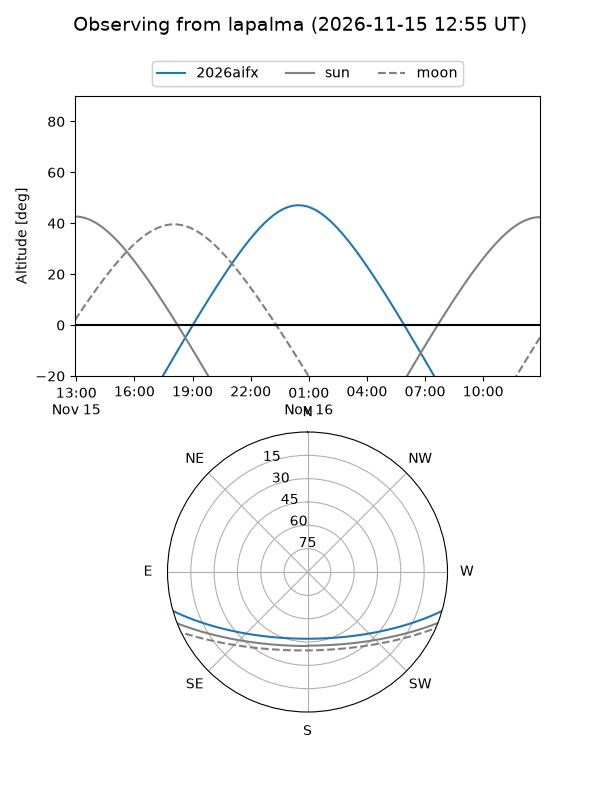 Observing from lapalma (2026-11-15 12:55 UT)
2026aifx sun moon
80
60
40
20
0
−20
Altitude [deg]
13:00 16:00 19:00 22:00 01:00 04:00 07:00 10:00
Nov 15 Nov 16
N
NE NW
15
30
45
60
75
E W
SE SW
S